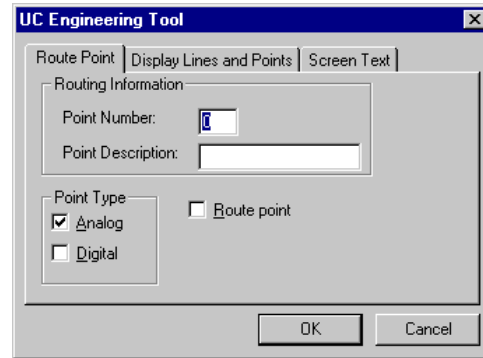 UC Engineering Tool
Route Point Display Lines and Points Screen Text
Routing Information
Point Number: 0
Point Description:
Point Type
Analog
Route point
Digital
OK Cancel